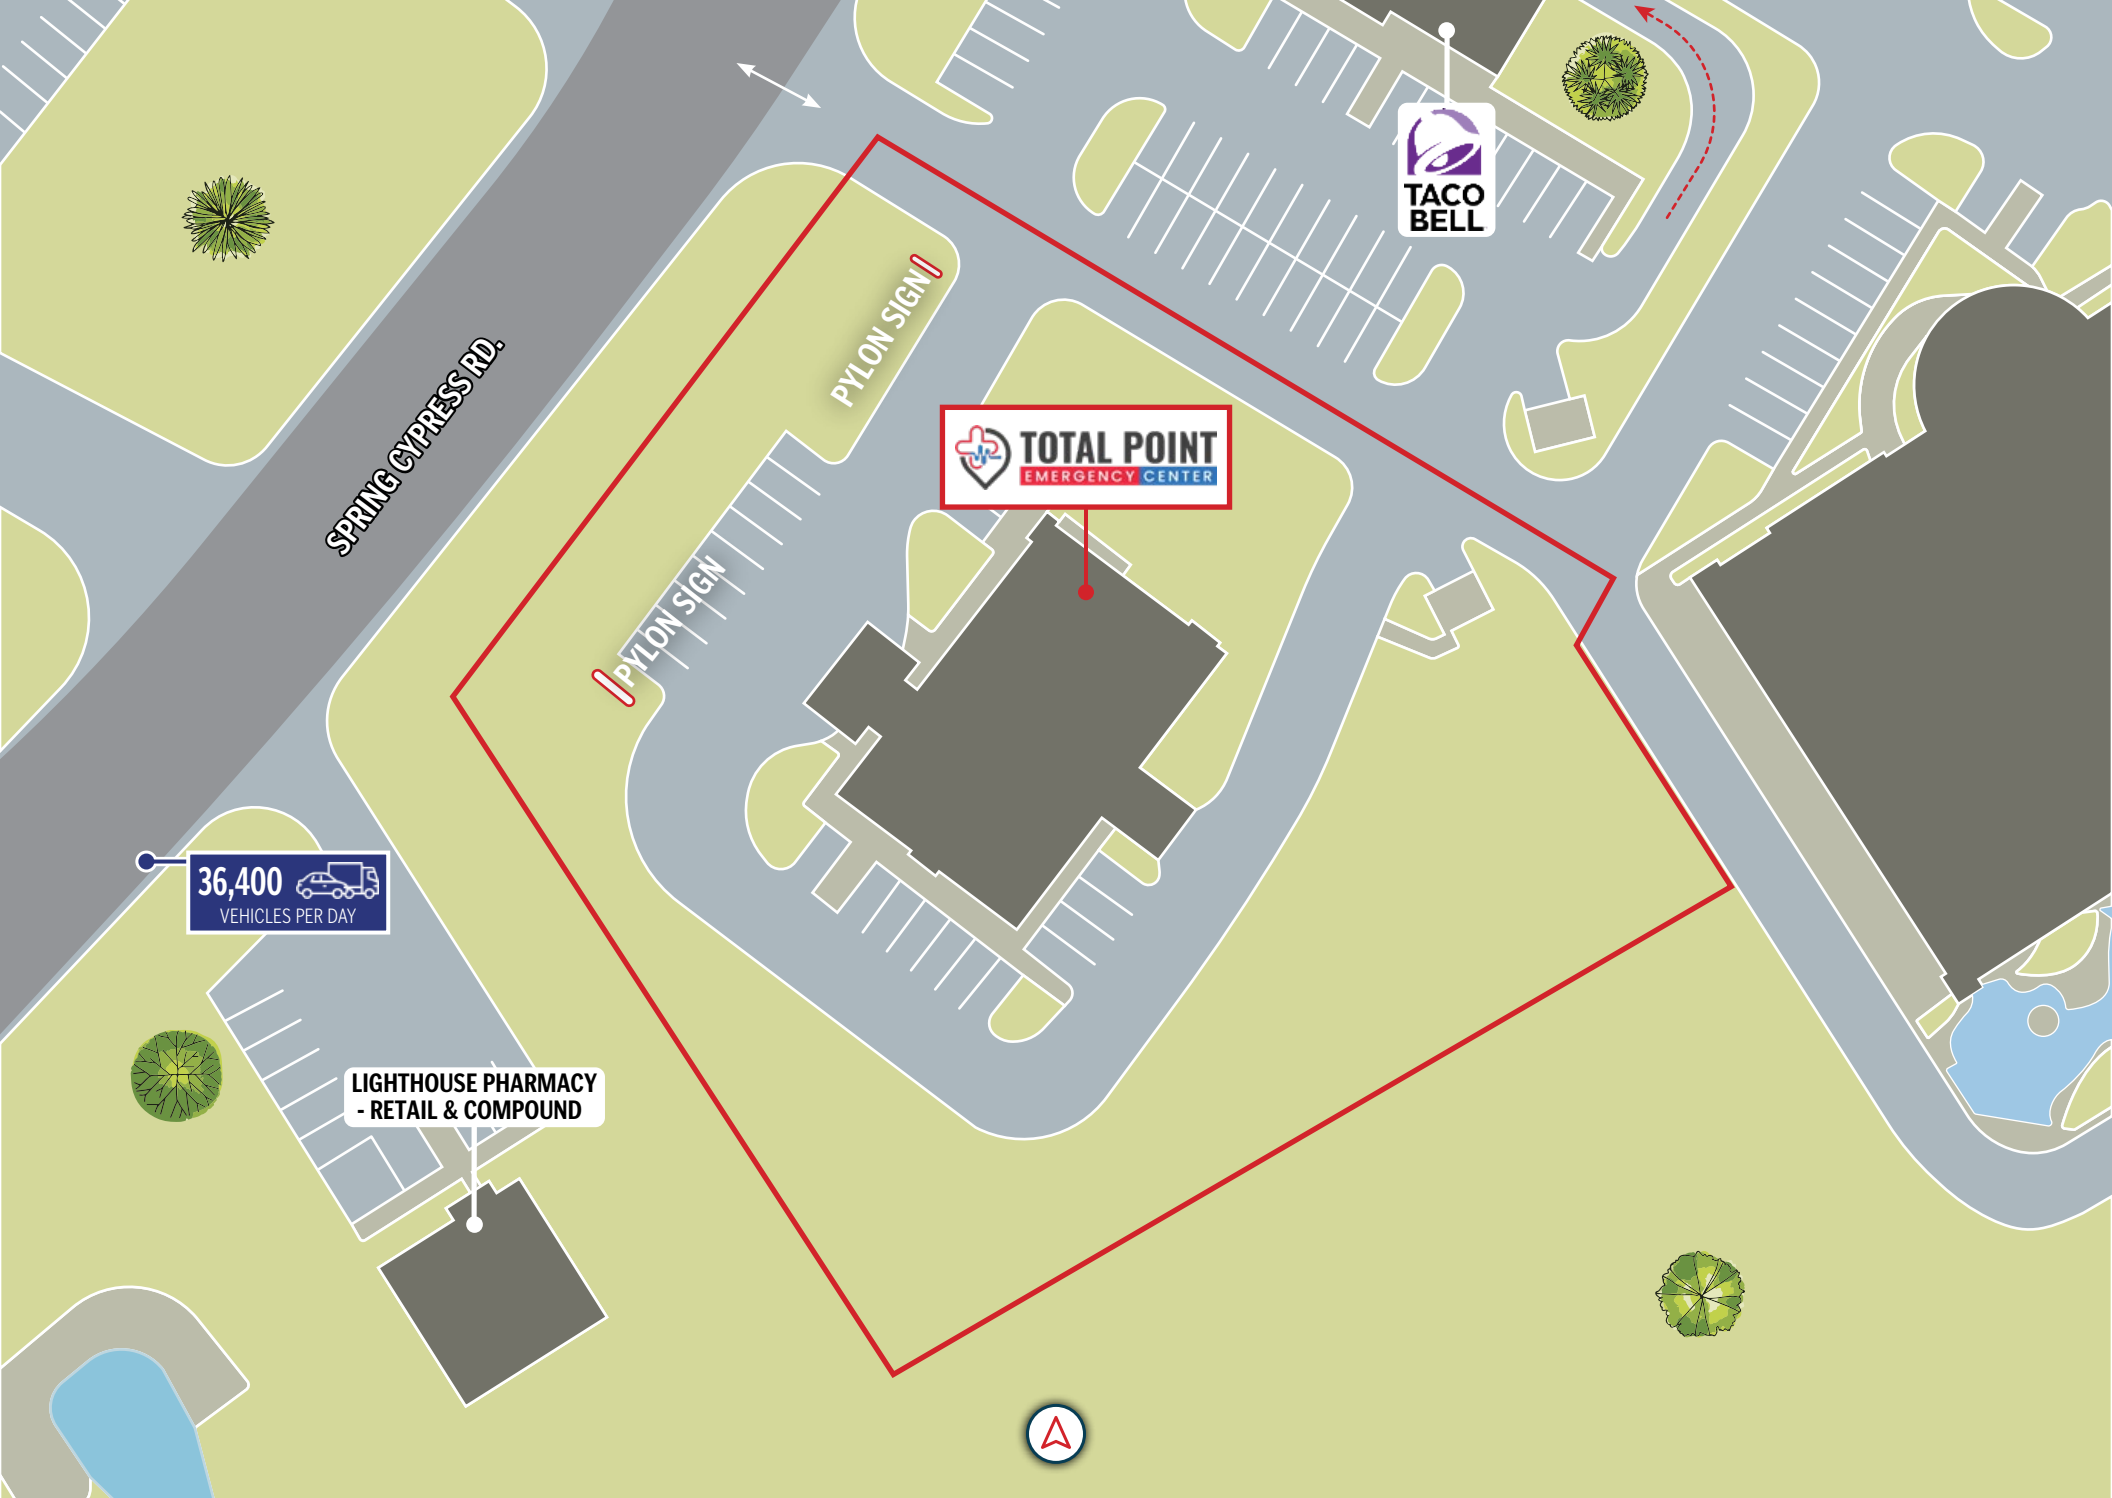 TACO
BELL
PYLON SIGN
SPRING CYPRESS RD.
TOTAL POINT
EMERGENCY CENTER
PYLON SIGN
36,400
VEHICLES PER DAY
LIGHTHOUSE PHARMACY
- RETAIL & COMPOUND